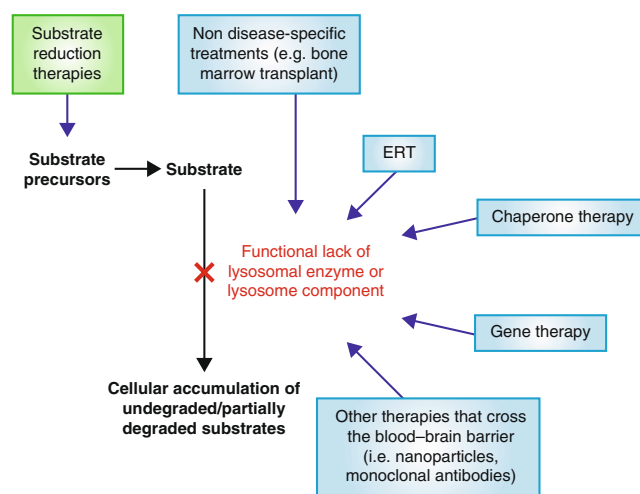 Substrate
reduction
therapies
Non disease-specific
treatments (e.g. bone
marrow transplant)
ERT
Substrate
precursors
Substrate
Chaperone therapy
Functional lack of
lysosomal enzyme or
lysosome component
Gene therapy
Cellular accumulation of
undegraded/partially
degraded substrates
Other therapies that cross
the blood–brain barrier
(i.e. nanoparticles,
monoclonal antibodies)